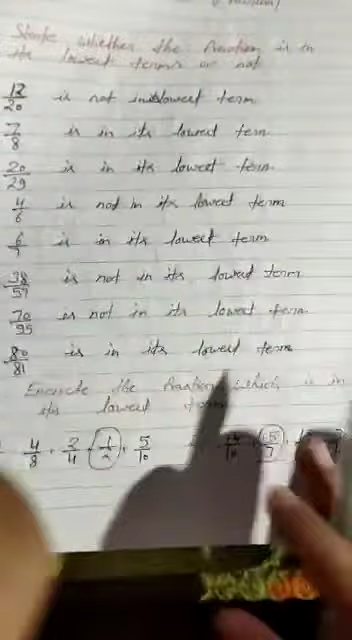 State whether the fraction is in
its lowest terms or not
12/20 is not in its lowest term
7/8 is in its lowest term
20/29 is in its lowest term
4/6 is not in its lowest term
6/7 is in its lowest term
38/57 is not in its lowest term
70/95 is not in its lowest term
80/81 is in its lowest term
Encircle the fraction which is in
its lowest term
4/8, 2/4, 1/2, 5/10 5/7